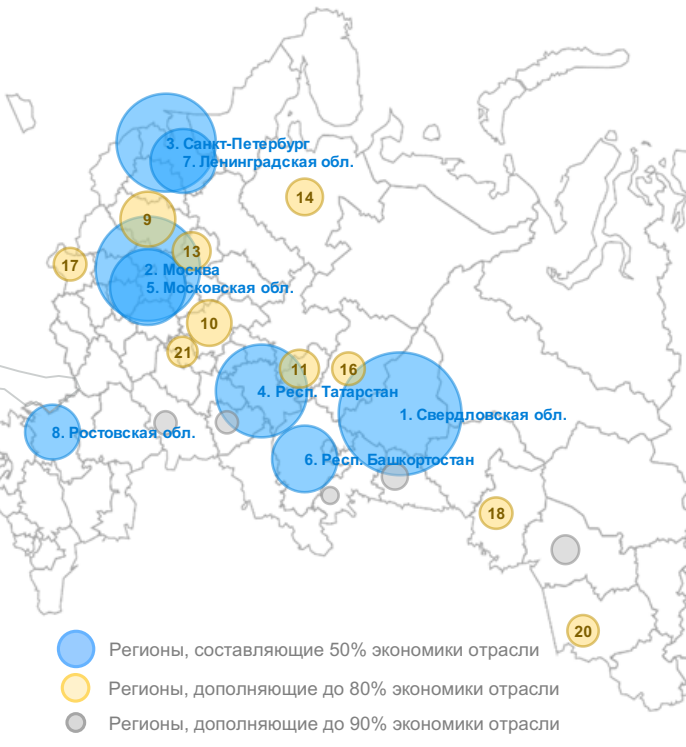 3. Санкт-Петербург
7. Ленинградская обл.
14
9
13
17
2. Москва
5. Московская обл.
10
21
11
16
4. Респ. Татарстан
1. Свердловская обл.
8. Ростовская обл.
6. Респ. Башкортостан
18
20
Регионы, составляющие 50% экономики отрасли
Регионы, дополняющие до 80% экономики отрасли
Регионы, дополняющие до 90% экономики отрасли